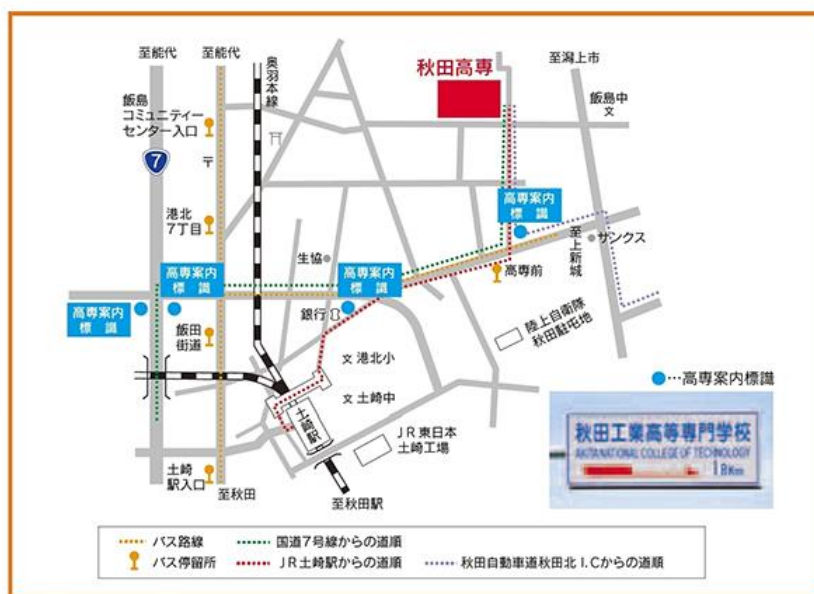 至能代
至能代
奥羽本線
秋田高専
至潟上市
飯島
コミュニティー
センター入口
飯島中
文
7
〒
高専案内
標 識
港北
7丁目
至上新城
サンクス
生協
高専前
高専案内
標 識
高専案内
標 識
高専案内
標 識
銀行
飯田
街道
陸上自衛隊
秋田駐屯地
文 港北小
●…高専案内標識
文 土崎中
土崎駅
JR東日本
土崎工場
秋田工業高等専門学校
AKITA NATIONAL COLLEGE OF TECHNOLOGY
1.8Km
土崎
駅入口
至秋田
至秋田駅
バス路線
国道7号線からの道順
バス停留所
JR土崎駅からの道順
秋田自動車道秋田北I.Cからの道順